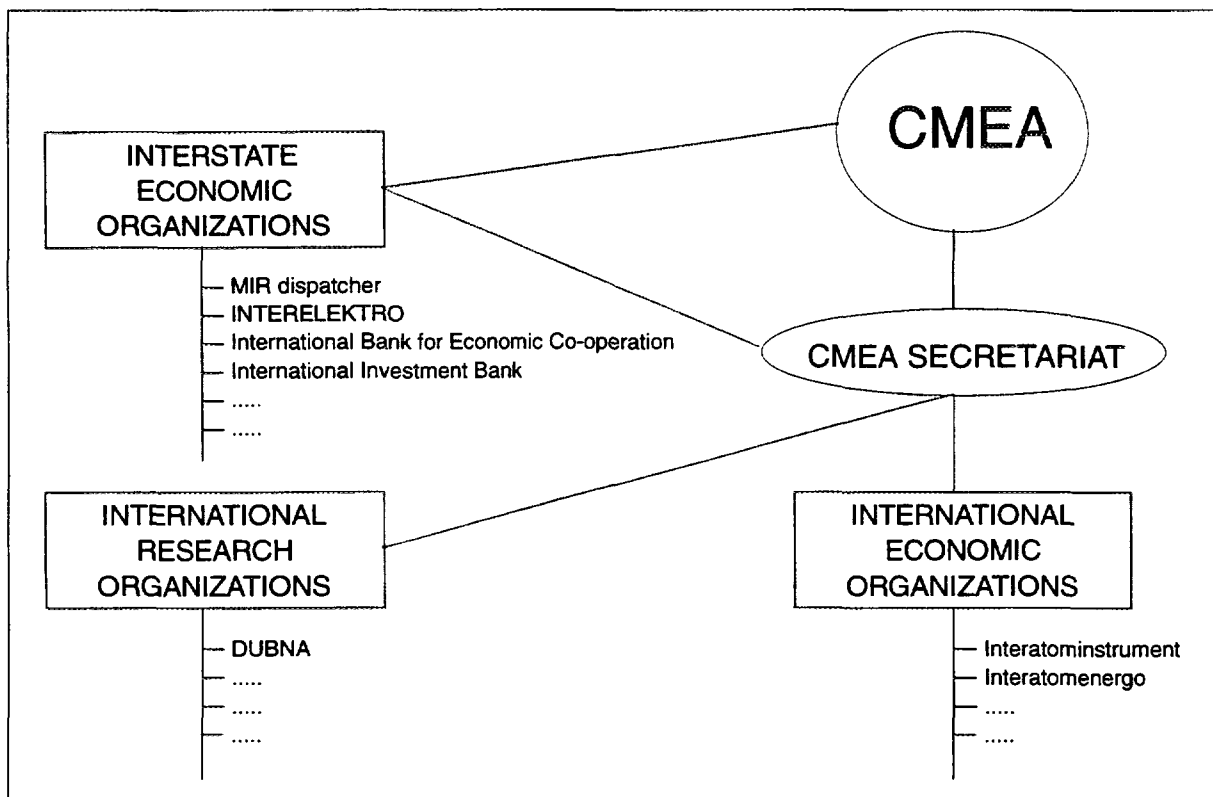 CMEA
INTERSTATE
ECONOMIC
ORGANIZATIONS
MIR dispatcher
INTERELEKTRO
International Bank for Economic Co-operation
International Investment Bank
.....
.....
CMEA SECRETARIAT
INTERNATIONAL
RESEARCH
ORGANIZATIONS
DUBNA
.....
.....
.....
INTERNATIONAL
ECONOMIC
ORGANIZATIONS
Interatominstrument
Interatomenergo
.....
.....